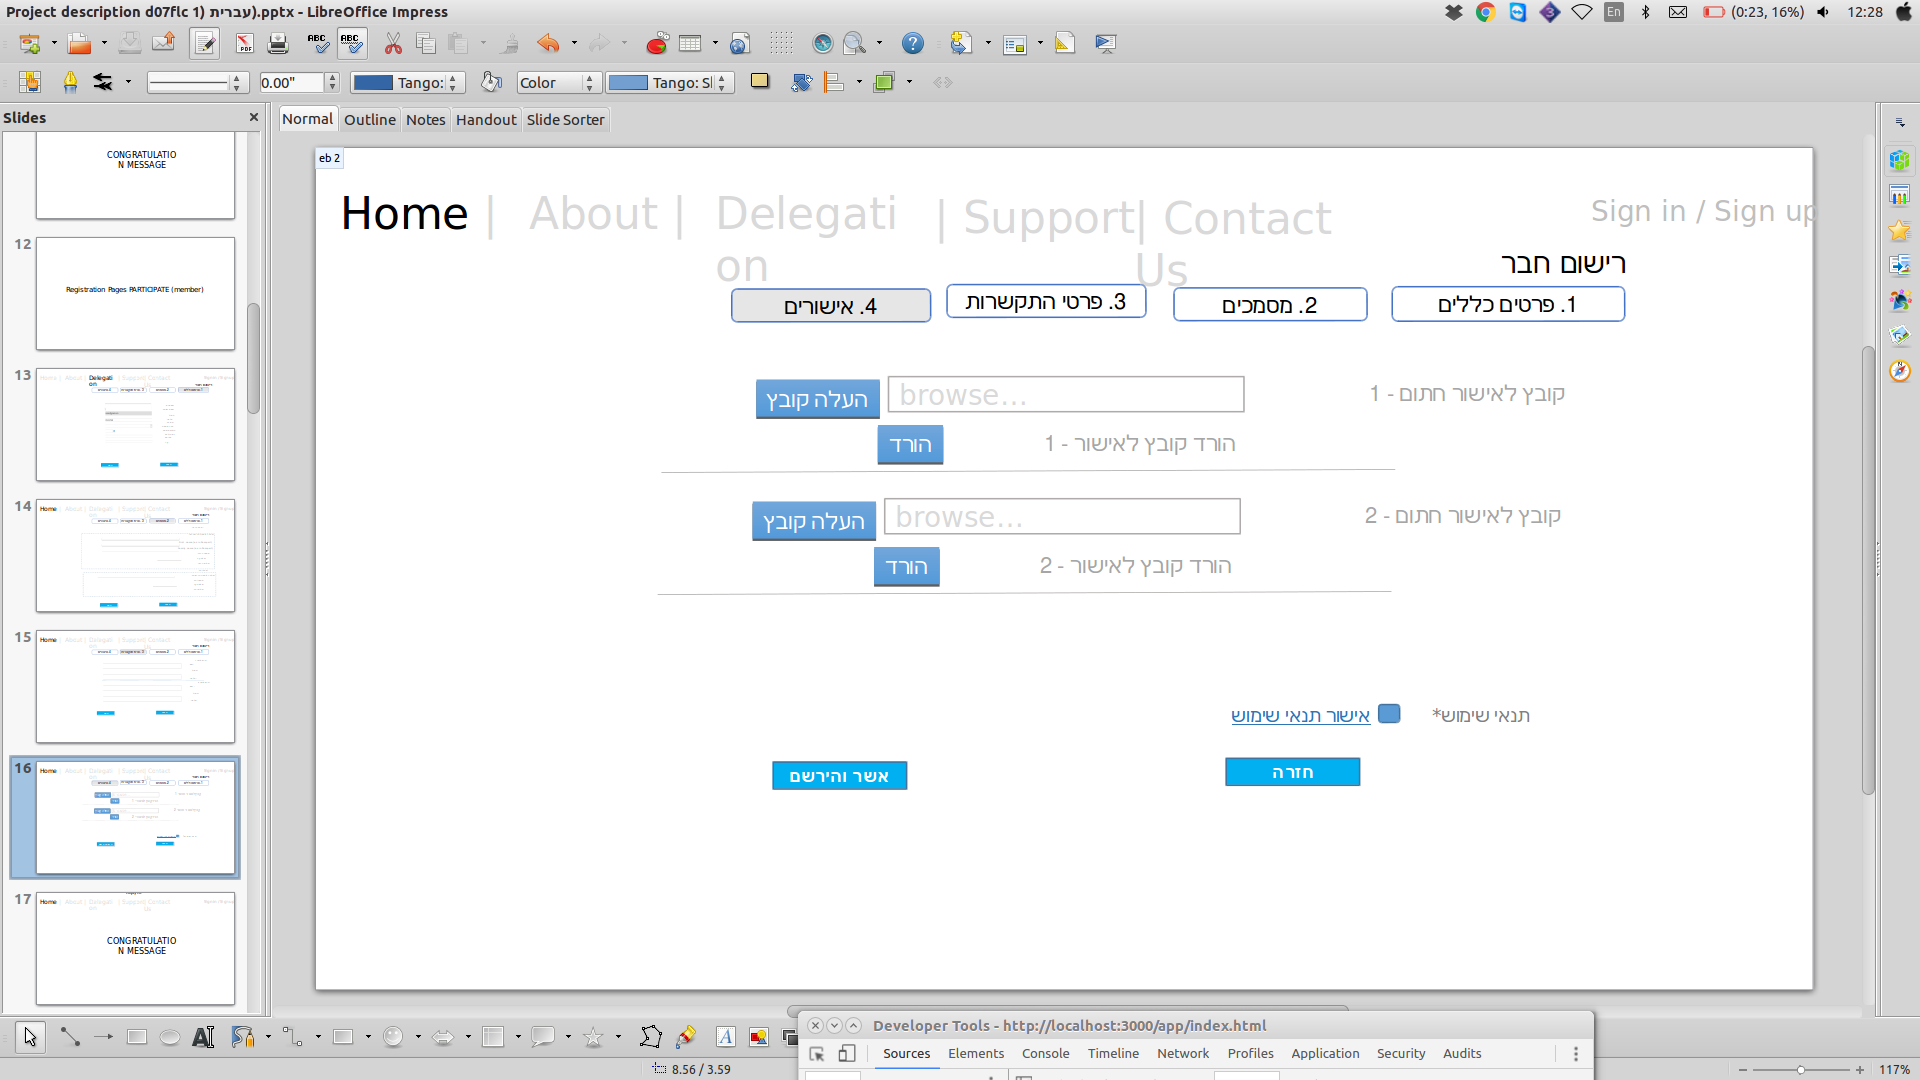 Project description d07flc 1) עברית).pptx - LibreOffice Impress
En
(0:23, 16%)
12:28
0.00"
Tango:
Color
Tango: Sl
Slides
Normal
Outline
Notes
Handout
Slide Sorter
CONGRATULATIO
N MESSAGE
12
Registration Pages PARTICIPATE (member)
13
14
15
16
17
CONGRATULATIO
N MESSAGE
eb 2
Home | About | Delegati
on
| Support| Contact
Us
Sign in / Sign up
רישום חבר
1. פרטים כללים
2. מסמכים
3. פרטי התקשרות
4. אישורים
קובץ לאישור חתום - 1
browse...
העלה קובץ
הורד קובץ לאישור - 1
הורד
קובץ לאישור חתום - 2
browse...
העלה קובץ
הורד קובץ לאישור - 2
הורד
תנאי שימוש*
אישור תנאי שימוש
חזרה
אשר והירשם
Developer Tools - http://localhost:3000/app/index.html
Sources
Elements
Console
Timeline
Network
Profiles
Application
Security
Audits
8.56 / 3.59
117%